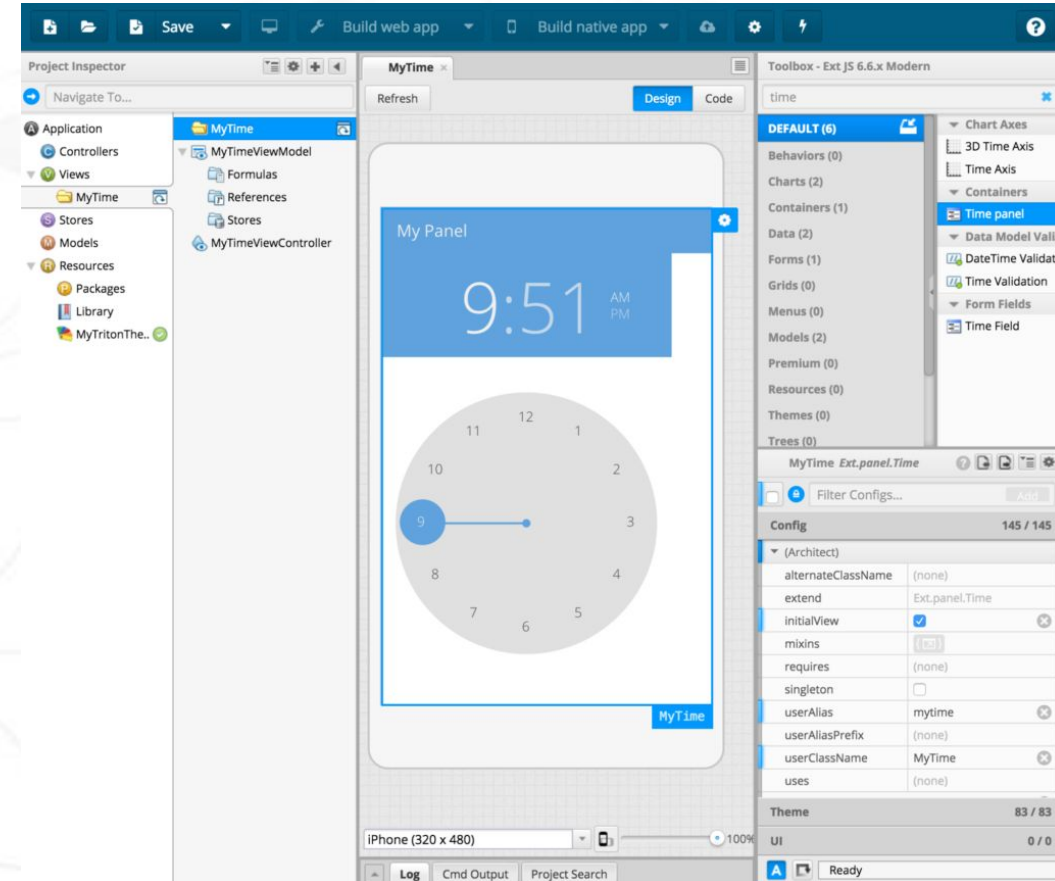 Save
Build web app
Build native app
Project Inspector
Navigate To...
Application
Controllers
Views
MyTime
Stores
Models
Resources
Packages
Library
MyTritonThe..
MyTime
MyTimeViewModel
Formulas
References
Stores
MyTimeViewController
MyTime
Refresh
Design
Code
My Panel
9:51
AM
PM
12
11
1
10
2
9
3
8
4
7
5
6
MyTime
iPhone (320 x 480)
100%
Log
Cmd Output
Project Search
Toolbox - Ext JS 6.6.x Modern
time
DEFAULT (6)
Behaviors (0)
Charts (2)
Containers (1)
Data (2)
Forms (1)
Grids (0)
Menus (0)
Models (2)
Premium (0)
Resources (0)
Themes (0)
Trees (0)
Chart Axes
3D Time Axis
Time Axis
Containers
Time panel
Data Model Vali
DateTime Validat
Time Validation
Form Fields
Time Field
MyTime Ext.panel.Time
Filter Configs...
Add
Config 145 / 145
(Architect)
alternateClassName (none)
extend Ext.panel.Time
initialView
mixins
requires (none)
singleton
userAlias mytime
userAliasPrefix (none)
userClassName MyTime
uses (none)
Theme 83 / 83
UI 0 / 0
Ready